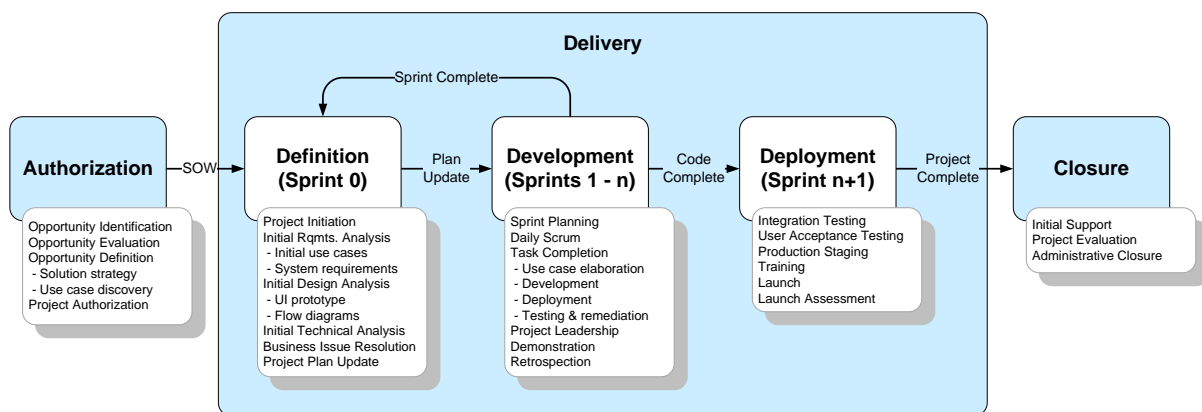 Delivery
Sprint Complete
Authorization
SOW
Definition
(Sprint 0)
Plan
Update
Development
(Sprints 1 - n)
Code
Complete
Deployment
(Sprint n+1)
Project
Complete
Closure
Opportunity Identification
Opportunity Evaluation
Opportunity Definition
- Solution strategy
- Use case discovery
Project Authorization
Project Initiation
Initial Rqmts. Analysis
- Initial use cases
- System requirements
Initial Design Analysis
- UI prototype
- Flow diagrams
Initial Technical Analysis
Business Issue Resolution
Project Plan Update
Sprint Planning
Daily Scrum
Task Completion
- Use case elaboration
- Development
- Deployment
- Testing & remediation
Project Leadership
Demonstration
Retrospection
Integration Testing
User Acceptance Testing
Production Staging
Training
Launch
Launch Assessment
Initial Support
Project Evaluation
Administrative Closure